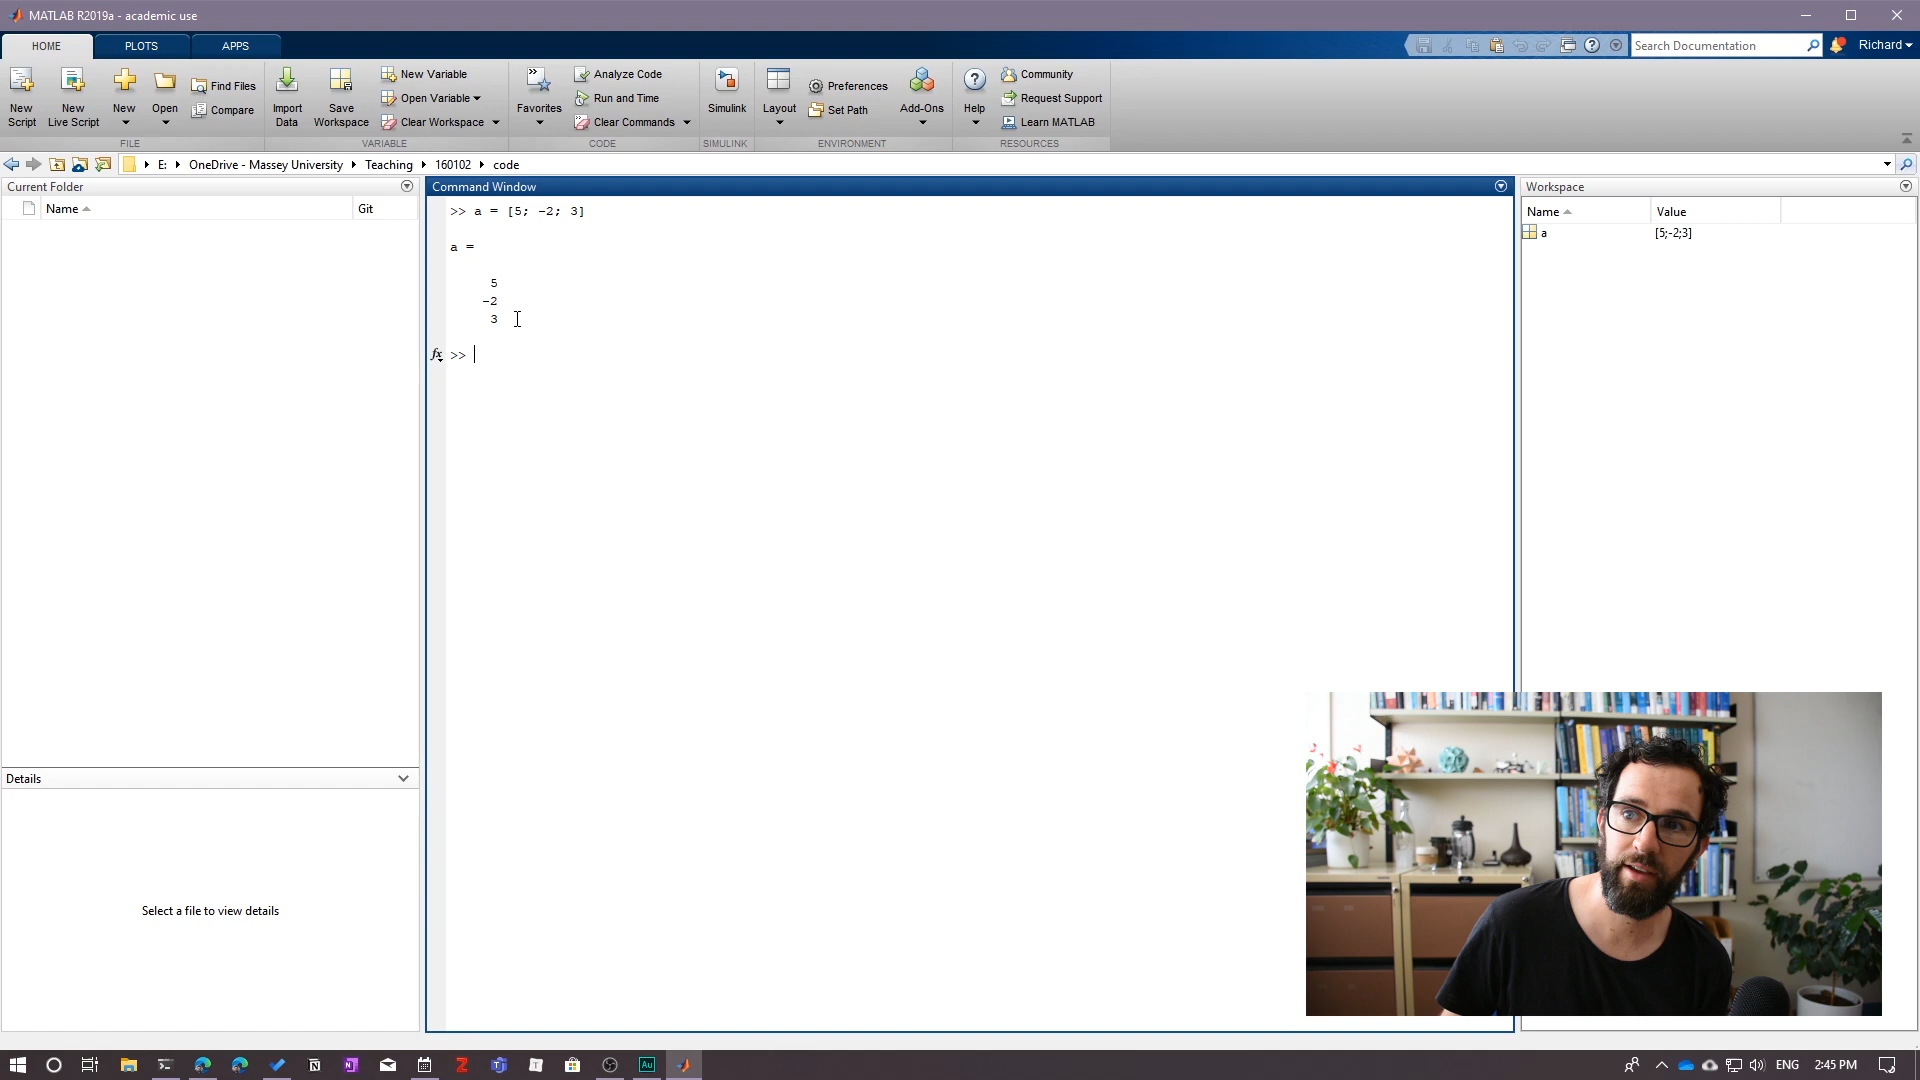 MATLAB R2019a - academic use
HOME PLOTS APPS
Search Documentation
Richard
New Script
New Live Script
New
Open
Find Files
Compare
Import Data
Save Workspace
New Variable
Open Variable
Clear Workspace
Favorites
Analyze Code
Run and Time
Clear Commands
Simulink
Layout
Preferences
Set Path
Add-Ons
Help
Community
Request Support
Learn MATLAB
FILE VARIABLE CODE SIMULINK ENVIRONMENT RESOURCES
E: OneDrive - Massey University Teaching 160102 code
Current Folder
Name Git
Details
Select a file to view details
Command Window
>> a = [5; -2; 3]
a =
5
-2
3
fx >>
Workspace
Name Value
a [5;-2;3]
ENG 2:45 PM